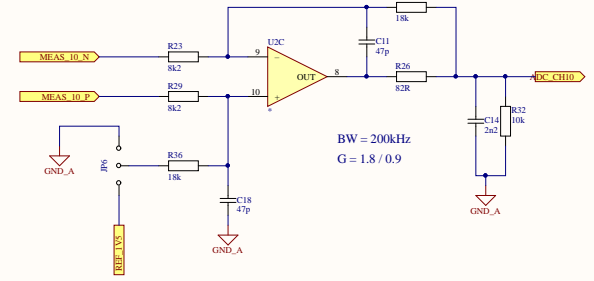 18k
R23
8k2
MEAS_10_N
U2C
C11
47p
9
OUT
8
R26
82R
ADC_CH10
R29
8k2
MEAS_10_P
10
*
BW = 200kHz
G = 1.8 / 0.9
C14
2n2
R32
10k
GND_A
JP6
R36
18k
C18
47p
GND_A
GND_A
REF_1V5